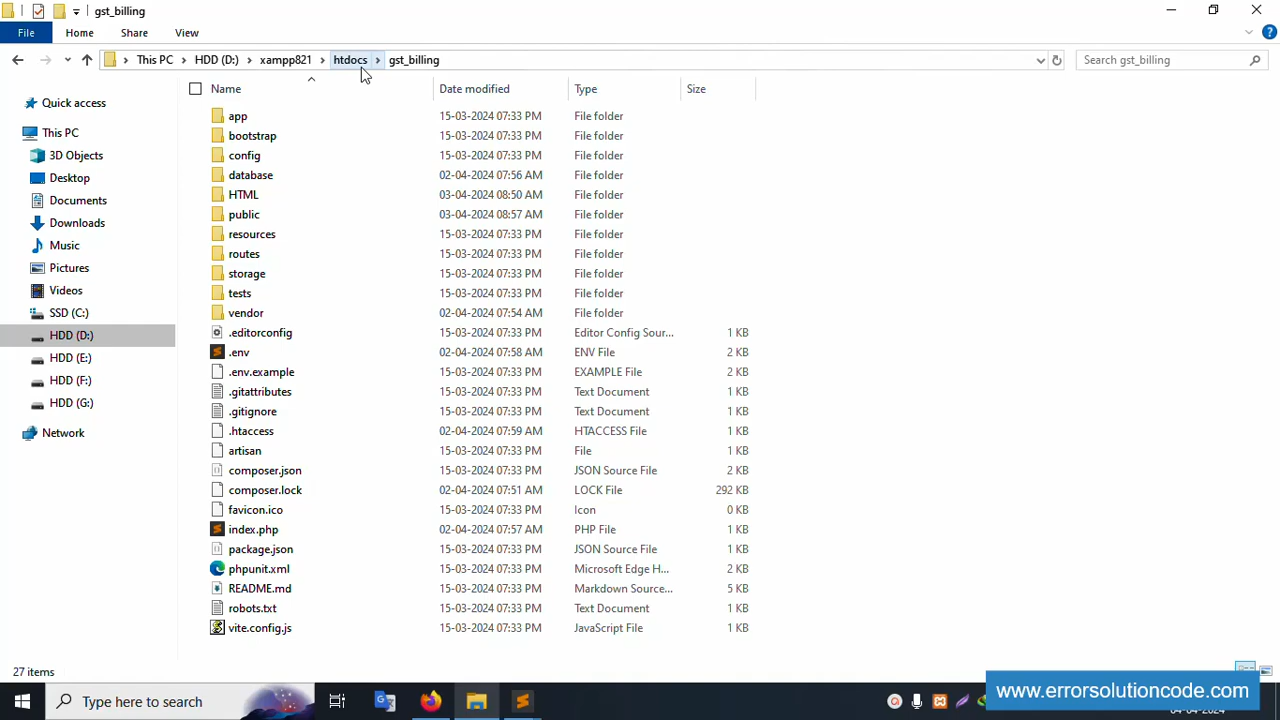 gst_billing
File Home Share View
This PC HDD (D:) xampp821 htdocs gst_billing Search gst_billing
Name Date modified Type Size
Quick access
This PC
3D Objects
Desktop
Documents
Downloads
Music
Pictures
Videos
SSD (C:)
HDD (D:)
HDD (E:)
HDD (F:)
HDD (G:)
Network
app 15-03-2024 07:33 PM File folder
bootstrap 15-03-2024 07:33 PM File folder
config 15-03-2024 07:33 PM File folder
database 02-04-2024 07:56 AM File folder
HTML 03-04-2024 08:50 AM File folder
public 03-04-2024 08:57 AM File folder
resources 15-03-2024 07:33 PM File folder
routes 15-03-2024 07:33 PM File folder
storage 15-03-2024 07:33 PM File folder
tests 15-03-2024 07:33 PM File folder
vendor 02-04-2024 07:54 AM File folder
.editorconfig 15-03-2024 07:33 PM Editor Config Sour... 1 KB
.env 02-04-2024 07:58 AM ENV File 2 KB
.env.example 15-03-2024 07:33 PM EXAMPLE File 2 KB
.gitattributes 15-03-2024 07:33 PM Text Document 1 KB
.gitignore 15-03-2024 07:33 PM Text Document 1 KB
.htaccess 02-04-2024 07:59 AM HTACCESS File 1 KB
artisan 15-03-2024 07:33 PM File 1 KB
composer.json 15-03-2024 07:33 PM JSON Source File 2 KB
composer.lock 02-04-2024 07:51 AM LOCK File 292 KB
favicon.ico 15-03-2024 07:33 PM Icon 0 KB
index.php 02-04-2024 07:57 AM PHP File 1 KB
package.json 15-03-2024 07:33 PM JSON Source File 1 KB
phpunit.xml 15-03-2024 07:33 PM Microsoft Edge H... 2 KB
README.md 15-03-2024 07:33 PM Markdown Source... 5 KB
robots.txt 15-03-2024 07:33 PM Text Document 1 KB
vite.config.js 15-03-2024 07:33 PM JavaScript File 1 KB
27 items
Type here to search
www.errorsolutioncode.com